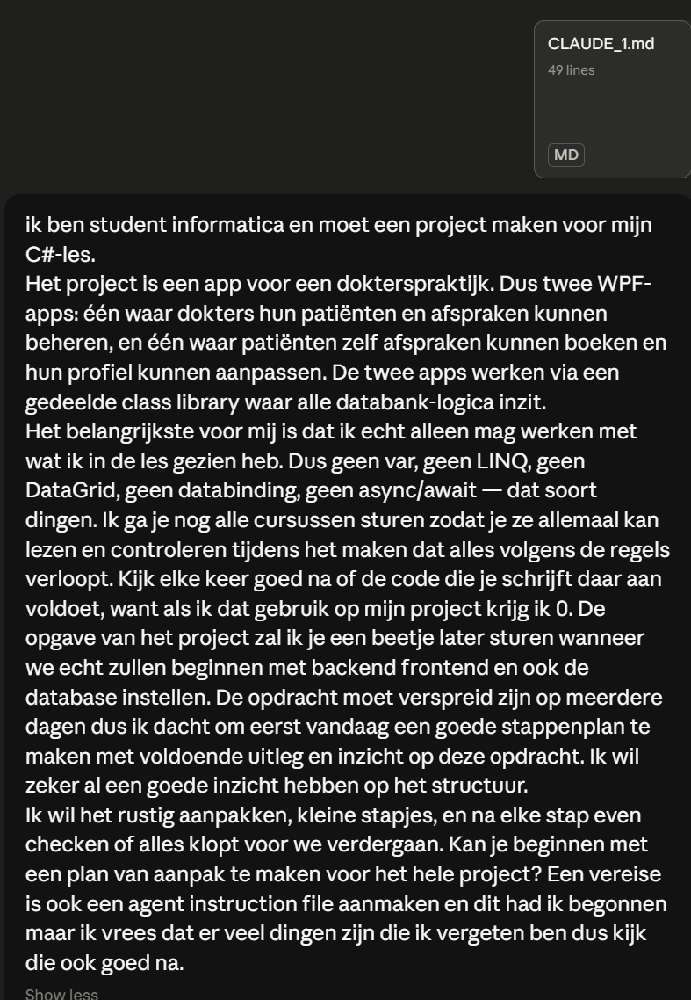 CLAUDE_1.md
49 lines
MD
ik ben student informatica en moet een project maken voor mijn
C#-les.
Het project is een app voor een dokterspraktijk. Dus twee WPF-
apps: één waar dokters hun patiënten en afspraken kunnen
beheren, en één waar patiënten zelf afspraken kunnen boeken en
hun profiel kunnen aanpassen. De twee apps werken via een
gedeelde class library waar alle databank-logica inzit.
Het belangrijkste voor mij is dat ik echt alleen mag werken met
wat ik in de les gezien heb. Dus geen var, geen LINQ, geen
DataGrid, geen databinding, geen async/await — dat soort
dingen. Ik ga je nog alle cursussen sturen zodat je ze allemaal kan
lezen en controleren tijdens het maken dat alles volgens de regels
verloopt. Kijk elke keer goed na of de code die je schrijft daar aan
voldoet, want als ik dat gebruik op mijn project krijg ik 0. De
opgave van het project zal ik je een beetje later sturen wanneer
we echt zullen beginnen met backend frontend en ook de
database instellen. De opdracht moet verspreid zijn op meerdere
dagen dus ik dacht om eerst vandaag een goede stappenplan te
maken met voldoende uitleg en inzicht op deze opdracht. Ik wil
zeker al een goede inzicht hebben op het structuur.
Ik wil het rustig aanpakken, kleine stapjes, en na elke stap even
checken of alles klopt voor we verdergaan. Kan je beginnen met
een plan van aanpak te maken voor het hele project? Een vereise
is ook een agent instruction file aanmaken en dit had ik begonnen
maar ik vrees dat er veel dingen zijn die ik vergeten ben dus kijk
die ook goed na.
Show less